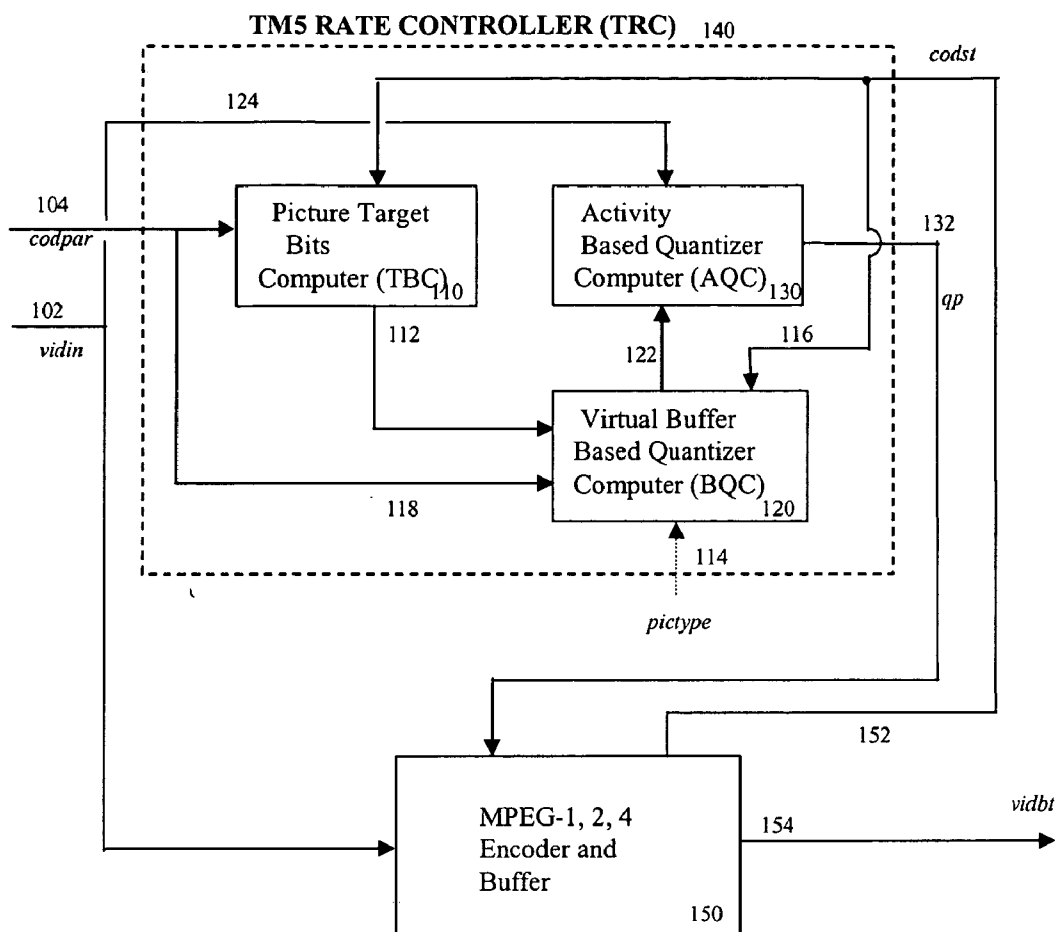 TM5 RATE CONTROLLER (TRC) 140
codst
124
104
codpar
Picture Target
Bits
Computer (TBC) 110
Activity
Based Quantizer
Computer (AQC) 130
132
qp
102
vidin
112
122
116
Virtual Buffer
Based Quantizer
Computer (BQC) 120
118
114
pictype
152
MPEG-1, 2, 4
Encoder and
Buffer
150
154
vidbt